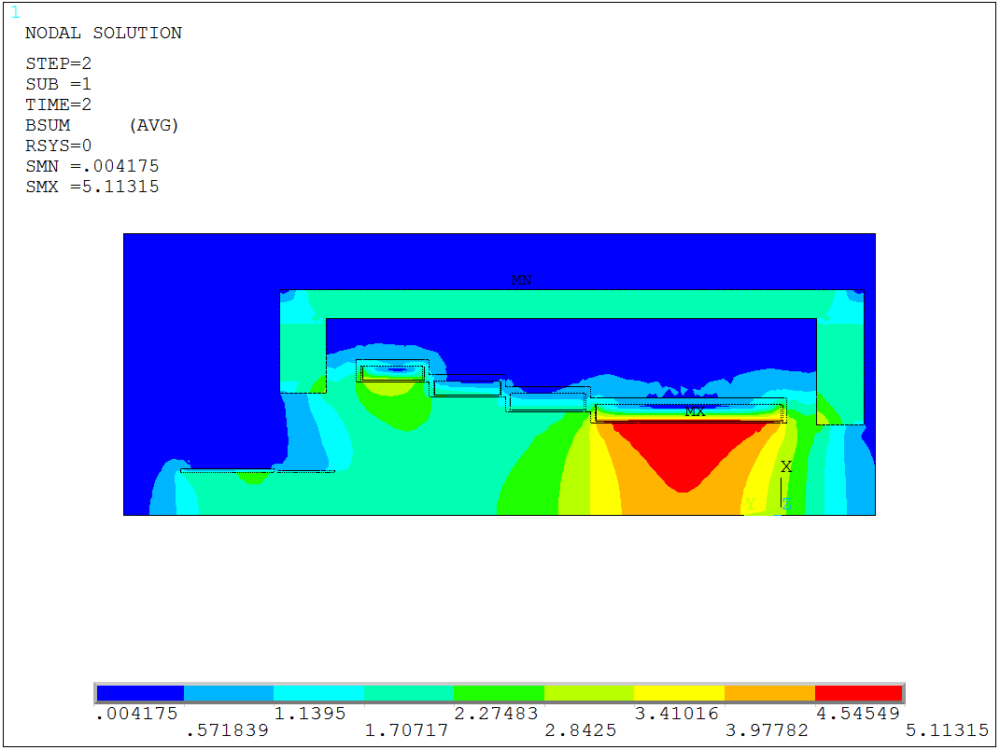 1
NODAL SOLUTION
STEP=2
SUB =1
TIME=2
BSUM (AVG)
RSYS=0
SMN =.004175
SMX =5.11315
MN
MX
X
Y Z
.004175 1.1395 2.27483 3.41016 4.54549
.571839 1.70717 2.8425 3.97782 5.11315